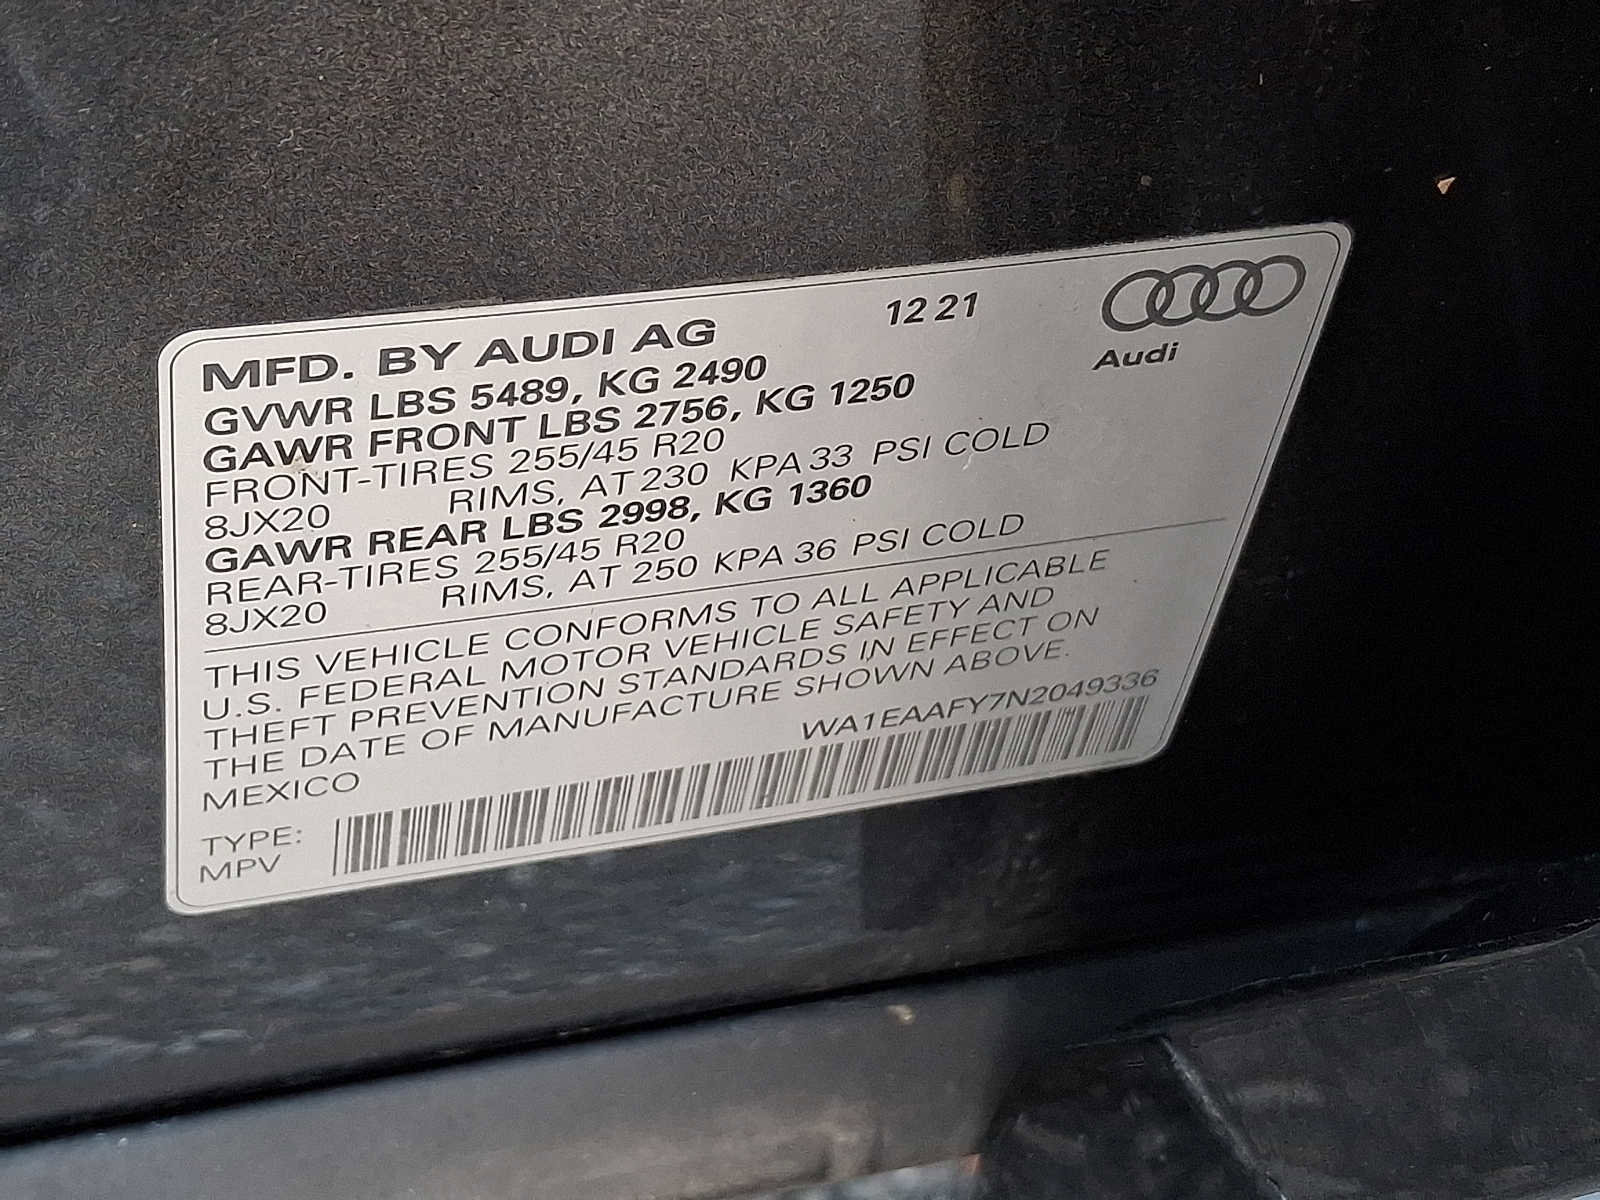 MFD. BY AUDI AG 12 21
Audi
GVWR LBS 5489, KG 2490
GAWR FRONT LBS 2756, KG 1250
FRONT-TIRES 255/45 R20
8JX20 RIMS, AT 230 KPA 33 PSI COLD
GAWR REAR LBS 2998, KG 1360
REAR-TIRES 255/45 R20
8JX20 RIMS, AT 250 KPA 36 PSI COLD
THIS VEHICLE CONFORMS TO ALL APPLICABLE
U.S. FEDERAL MOTOR VEHICLE SAFETY AND
THEFT PREVENTION STANDARDS IN EFFECT ON
THE DATE OF MANUFACTURE SHOWN ABOVE.
MEXICO WA1EAAFY7N2049336
TYPE:
MPV